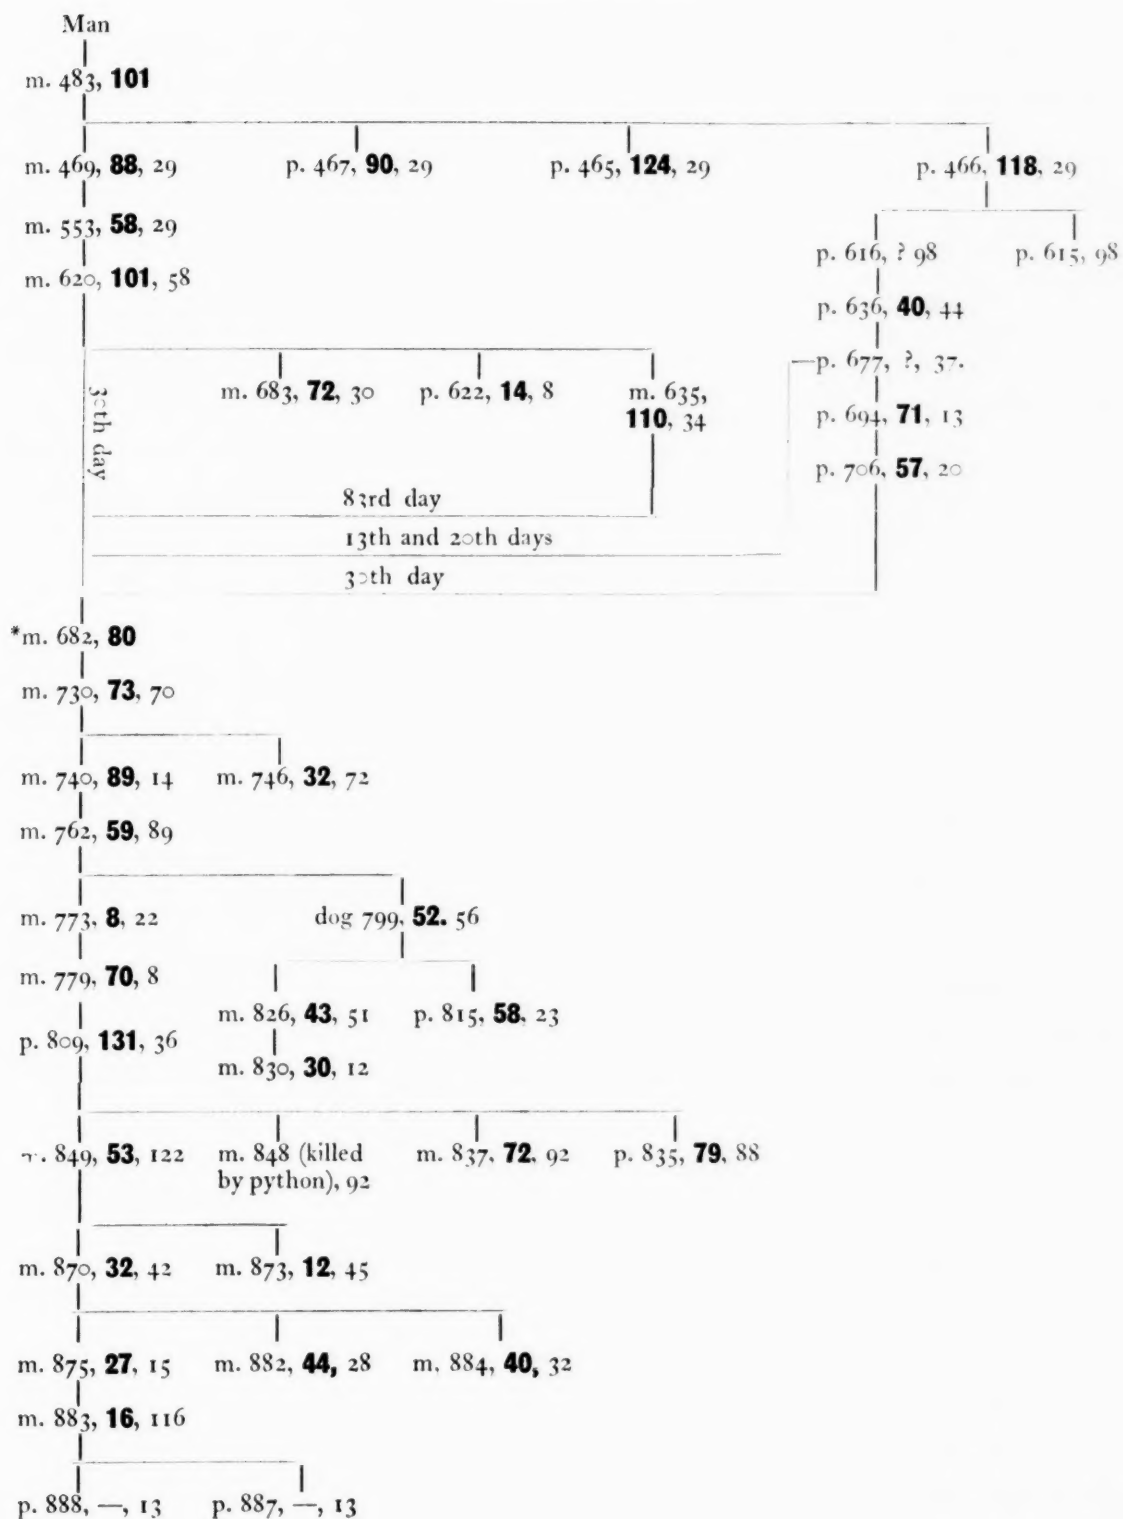 Man
m. 483, 101
m. 469, 88, 29 p. 467, 90, 29 p. 465, 124, 29 p. 466, 118, 29
m. 553, 58, 29
p. 616, ? 98 p. 615, 98
m. 620, 101, 58
p. 636, 40, 44
p. 677, ?, 37.
m. 683, 72, 30 p. 622, 14, 8 m. 635,
110, 34
p. 694, 71, 13
30th day
p. 706, 57, 20
83rd day
13th and 20th days
30th day
*m. 682, 80
m. 730, 73, 70
m. 740, 89, 14 m. 746, 32, 72
m. 762, 59, 89
m. 773, 8, 22 dog 799, 52. 56
m. 779, 70, 8
m. 826, 43, 51 p. 815, 58, 23
p. 809, 131, 36
m. 830, 30, 12
849, 53, 122 m. 848 (killed m. 837, 72, 92 p. 835, 79, 88
by python), 92
m. 870, 32, 42 m. 873, 12, 45
m. 875, 27, 15 m. 882, 44, 28 m. 884, 40, 32
m. 883, 16, 116
p. 888, —, 13 p. 887, —, 13